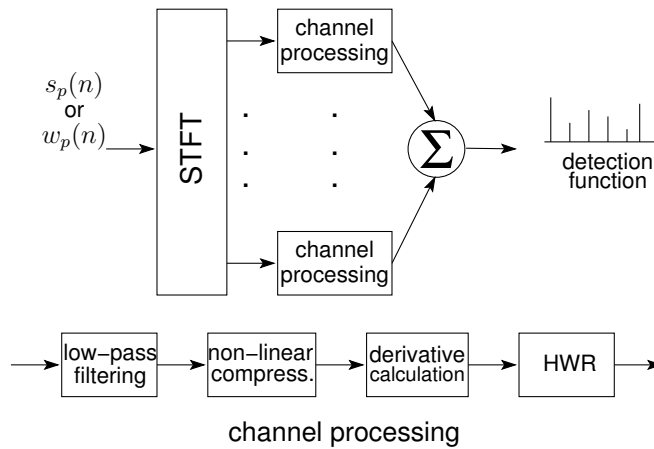 channel
processing
s_p(n)
or
w_p(n)
STFT
Σ
detection
function
channel
processing
low−pass
filtering
non−linear
compress.
derivative
calculation
HWR
channel processing